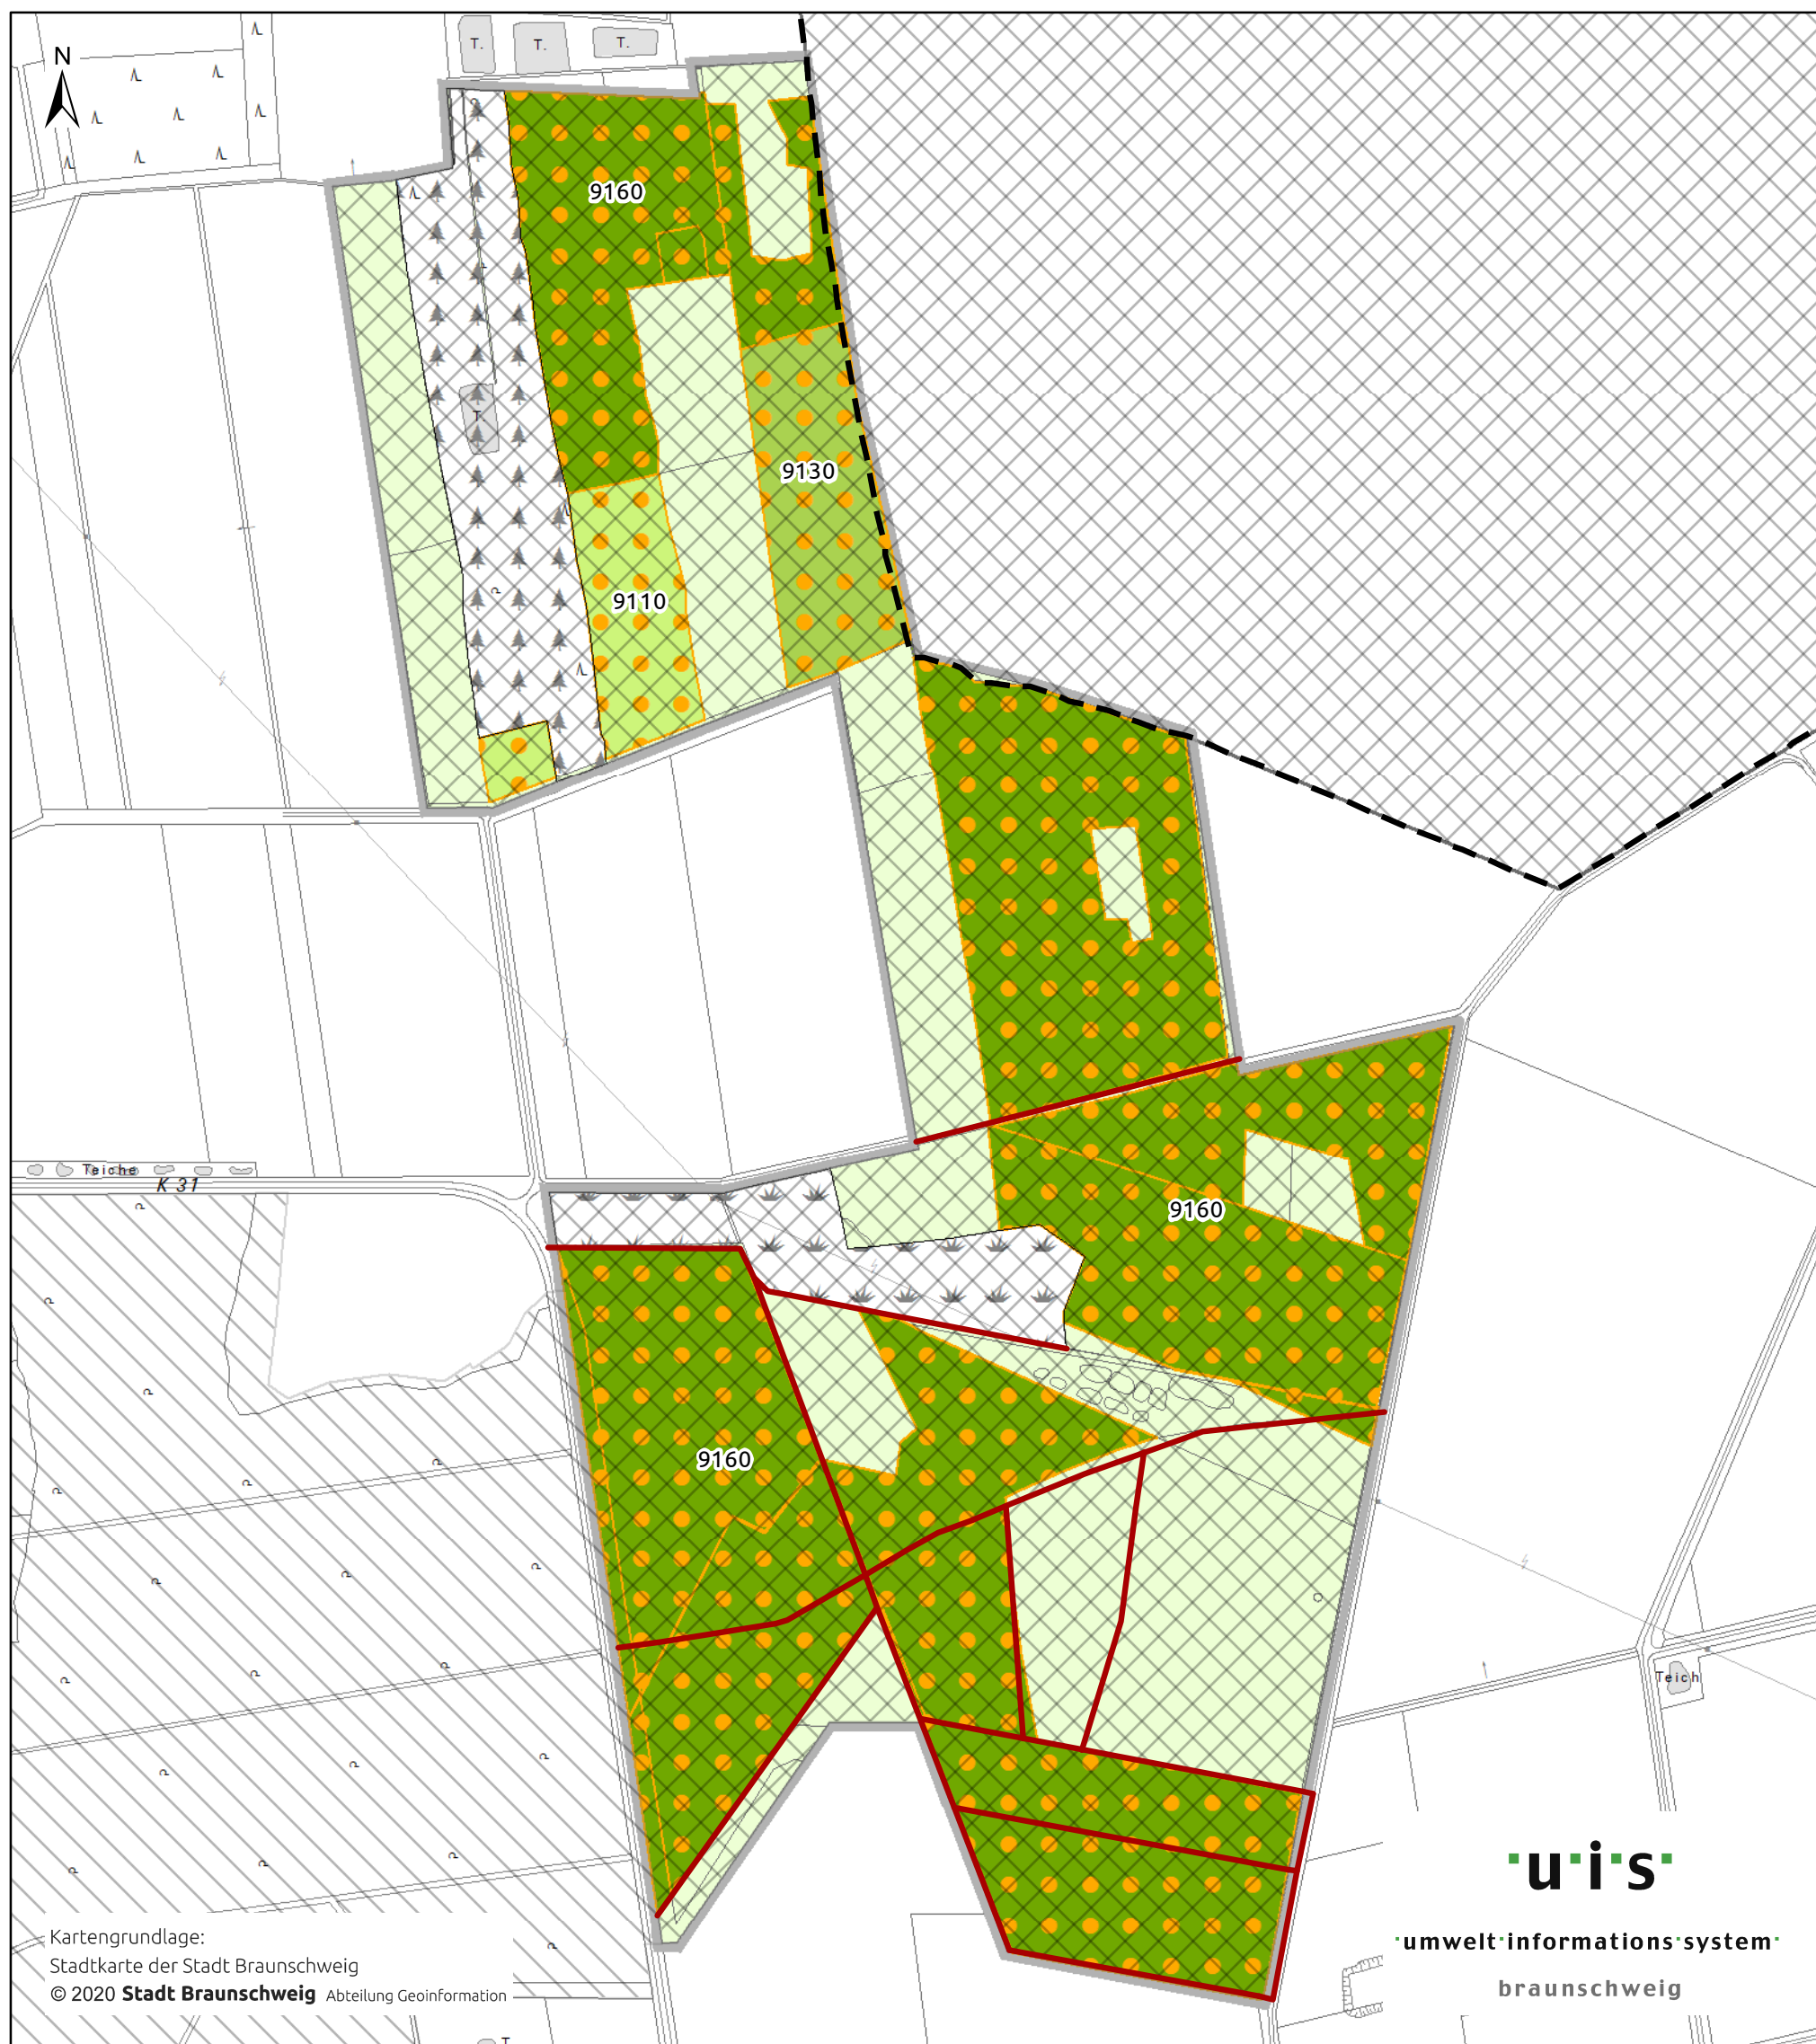 N
T.
T.
T.
9160
T.
9130
9110
Teiche
K 31
9160
9160
Teich
u·i·s
umwelt·informations·system
braunschweig
Kartengrundlage:
Stadtkarte der Stadt Braunschweig
© 2020 Stadt Braunschweig Abteilung Geoinformation
T